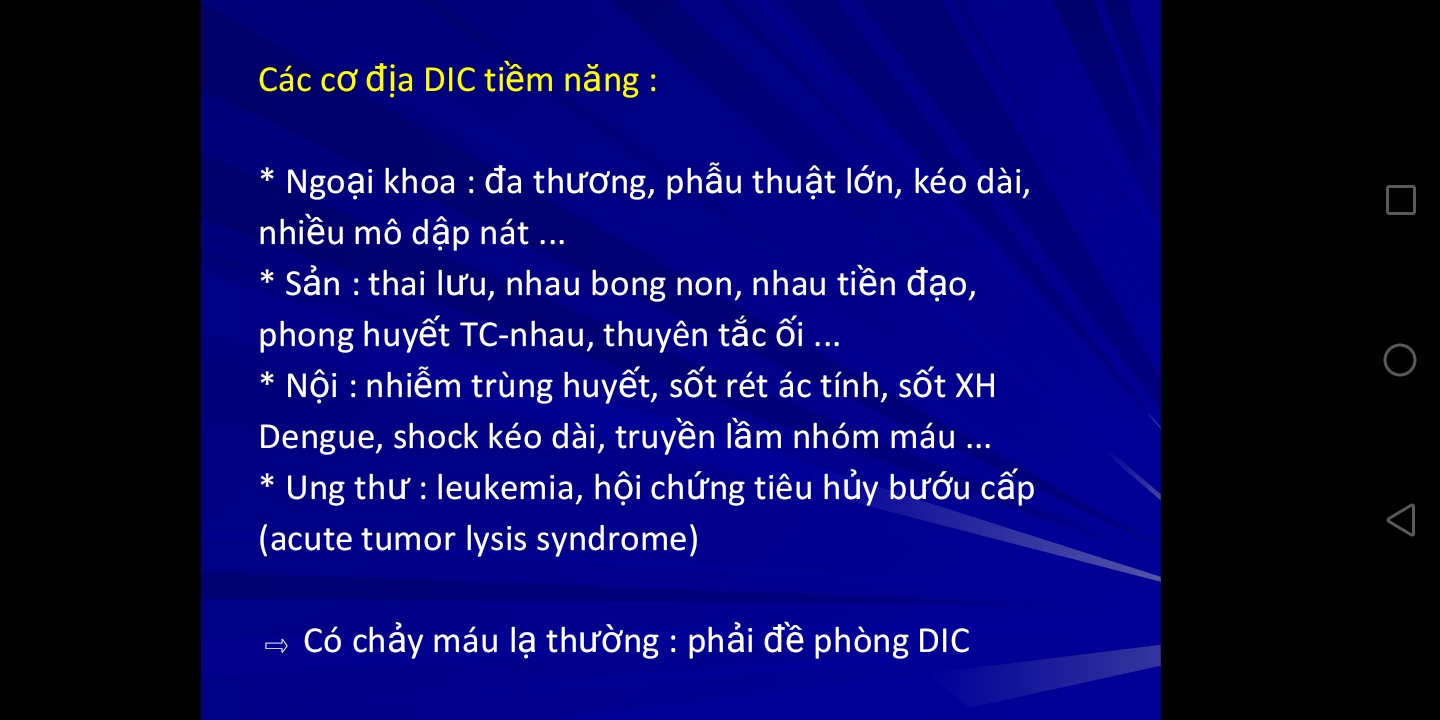 Các cơ địa DIC tiềm năng :
* Ngoại khoa : đa thương, phẫu thuật lớn, kéo dài,
nhiều mô dập nát ...
* Sản : thai lưu, nhau bong non, nhau tiền đạo,
phong huyết TC-nhau, thuyên tắc ối ...
* Nội : nhiễm trùng huyết, sốt rét ác tính, sốt XH
Dengue, shock kéo dài, truyền lầm nhóm máu ...
* Ung thư : leukemia, hội chứng tiêu hủy bướu cấp
(acute tumor lysis syndrome)
⇨ Có chảy máu lạ thường : phải đề phòng DIC